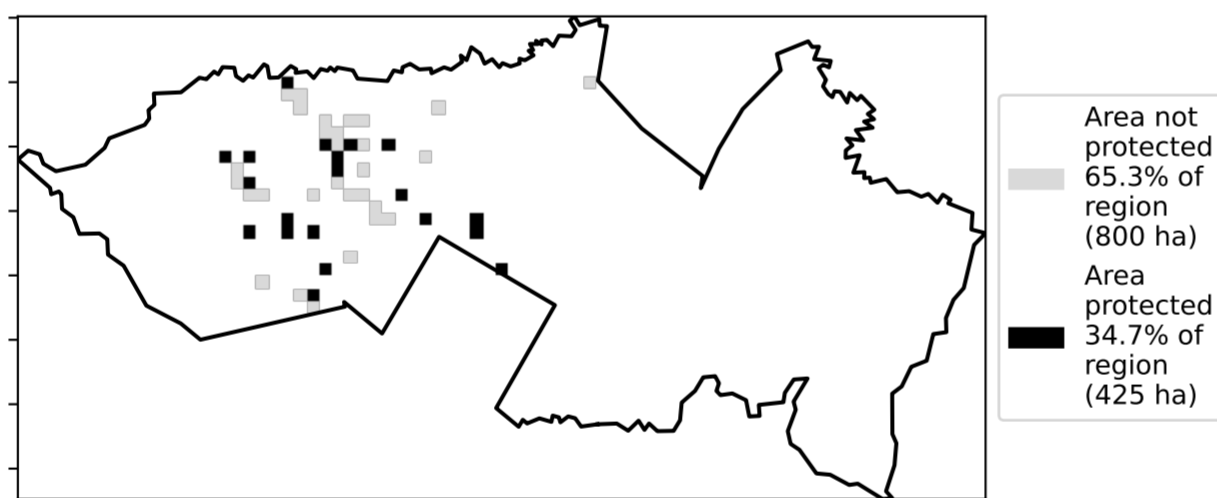 Area not
protected
65.3% of
region
(800 ha)
Area
protected
34.7% of
region
(425 ha)